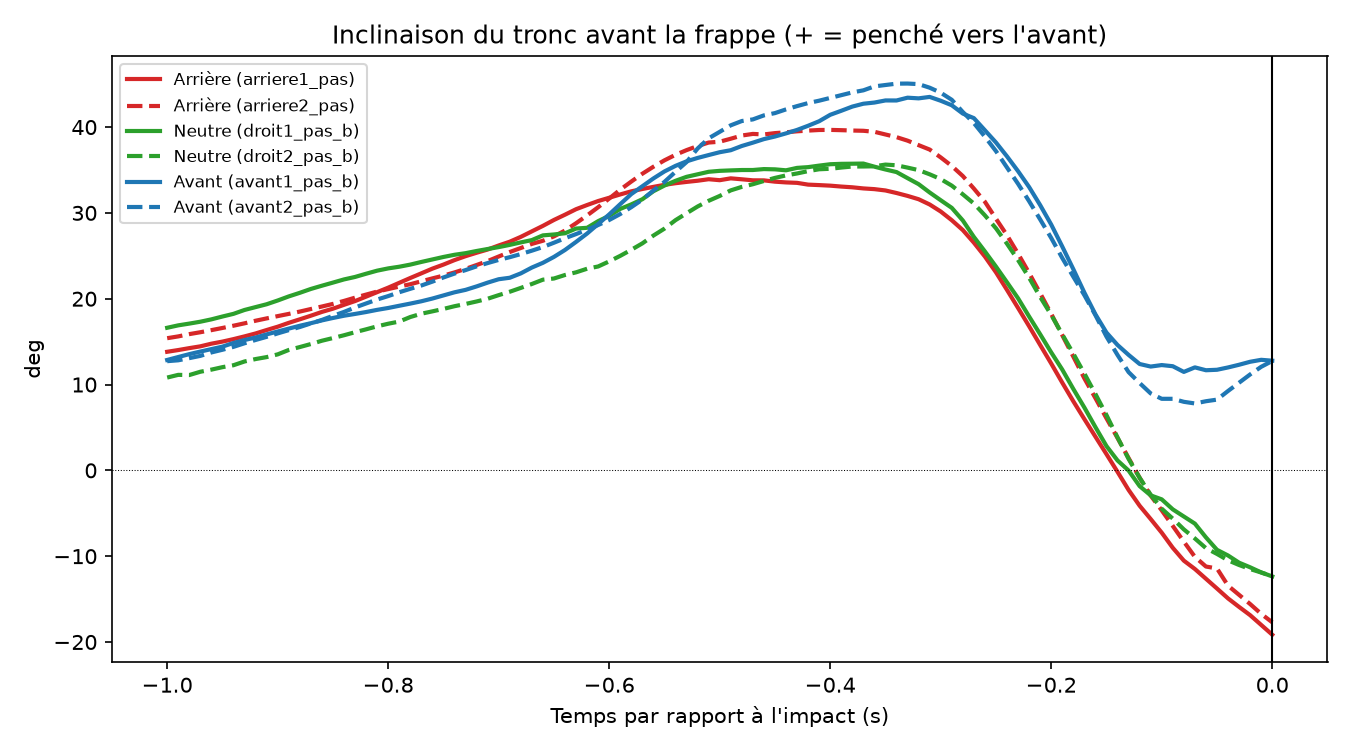 Inclinaison du tronc avant la frappe (+ = penché vers l'avant)
Arrière (arriere1_pas)
Arrière (arriere2_pas)
Neutre (droit1_pas_b)
Neutre (droit2_pas_b)
Avant (avant1_pas_b)
Avant (avant2_pas_b)
deg
40
30
20
10
0
−10
−20
−1.0 −0.8 −0.6 −0.4 −0.2 0.0
Temps par rapport à l'impact (s)